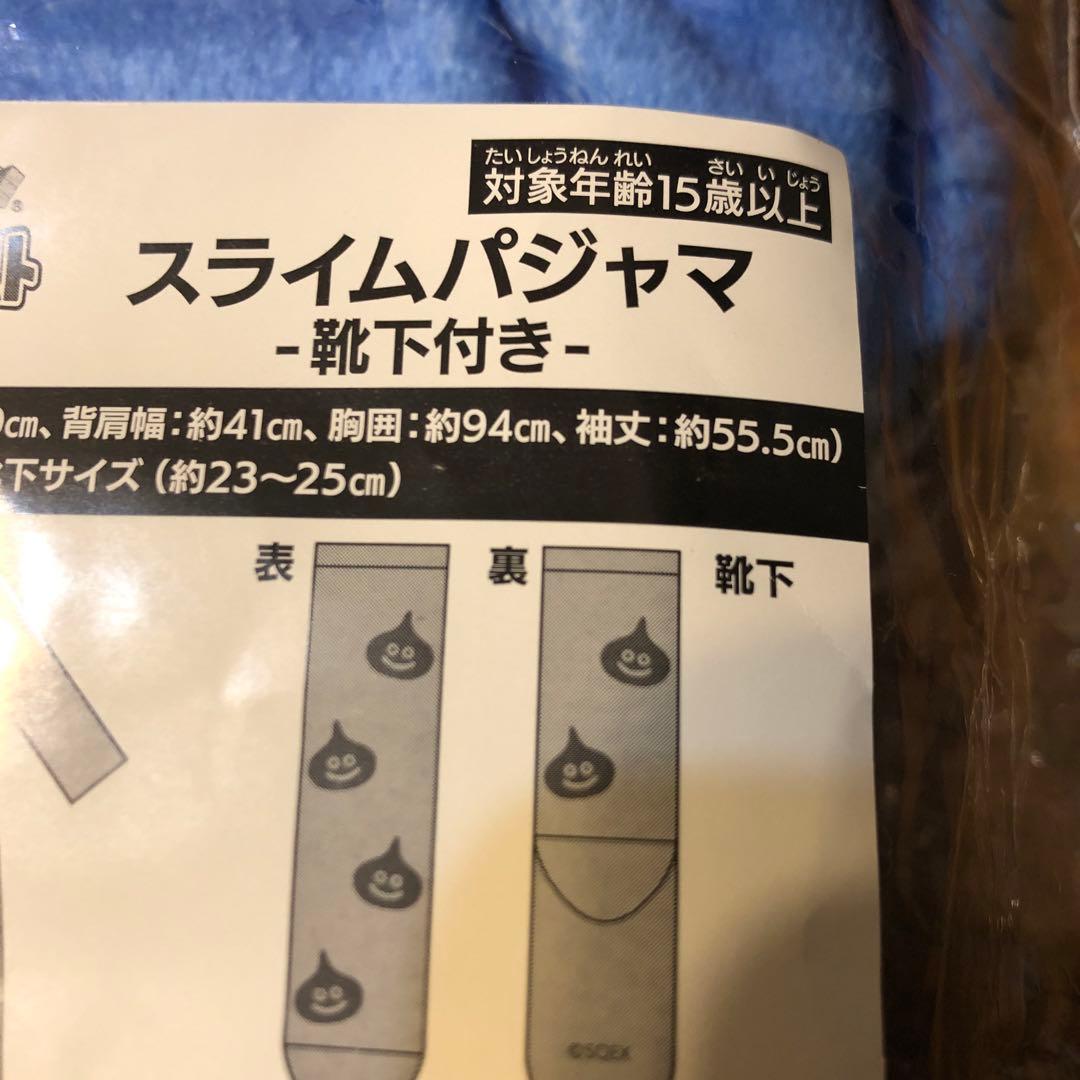 たいしょうねんれい さいいじょう
対象年齢15歳以上
スライムパジャマ
-靴下付き-
cm、背肩幅：約41cm、胸囲：約94cm、袖丈：約55.5cm）
下サイズ（約23～25cm）
表 裏 靴下
©SQEX